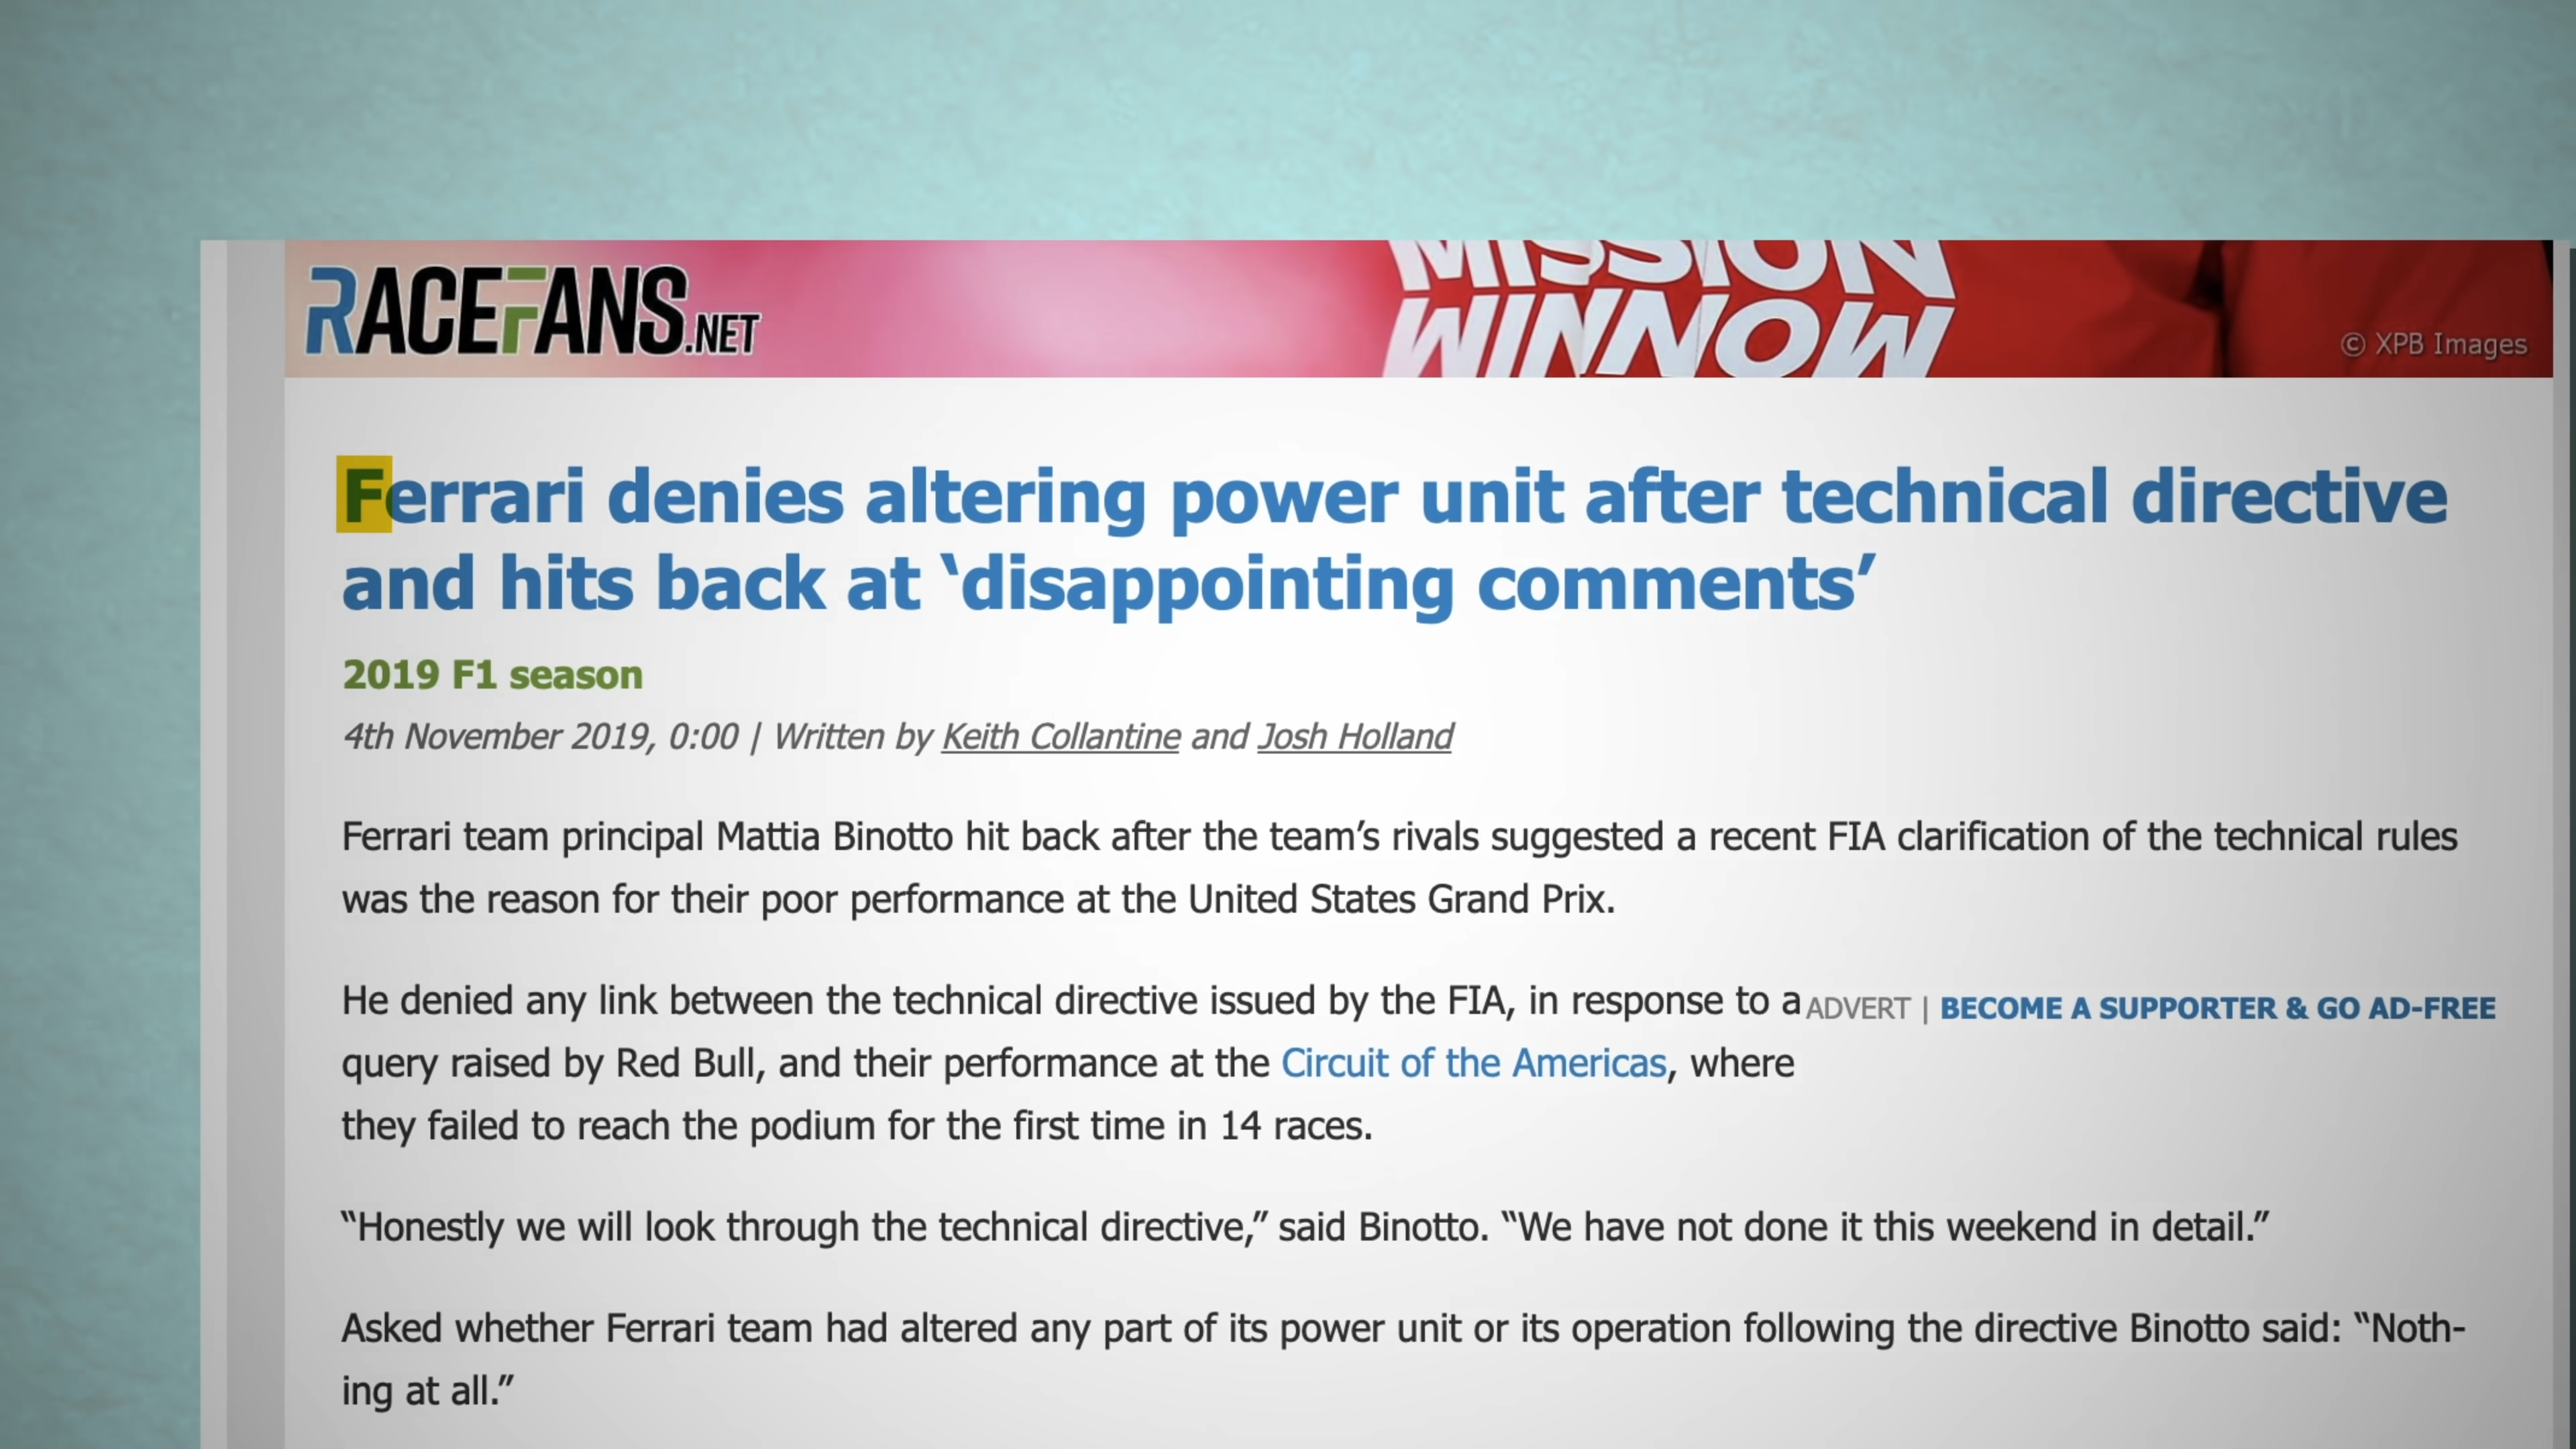 RACEFANS.NET
MISSION
WINNOW
© XPB Images
Ferrari denies altering power unit after technical directive
and hits back at ‘disappointing comments’
2019 F1 season
4th November 2019, 0:00 | Written by Keith Collantine and Josh Holland
Ferrari team principal Mattia Binotto hit back after the team’s rivals suggested a recent FIA clarification of the technical rules
was the reason for their poor performance at the United States Grand Prix.
He denied any link between the technical directive issued by the FIA, in response to a
ADVERT | BECOME A SUPPORTER & GO AD-FREE
query raised by Red Bull, and their performance at the Circuit of the Americas, where
they failed to reach the podium for the first time in 14 races.
“Honestly we will look through the technical directive,” said Binotto. “We have not done it this weekend in detail.”
Asked whether Ferrari team had altered any part of its power unit or its operation following the directive Binotto said: “Noth-
ing at all.”